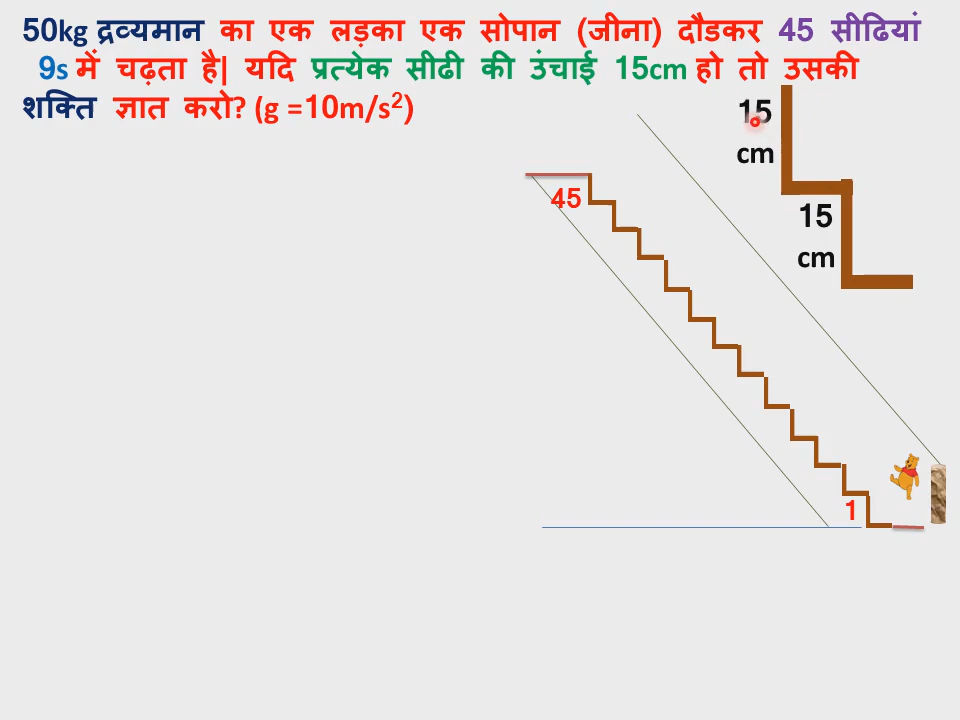 50kg द्रव्यमान का एक लड़का एक सोपान (जीना) दौडकर 45 सीढियां
9s में चढ़ता है| यदि प्रत्येक सीढी की उंचाई 15cm हो तो उसकी
शक्ति ज्ञात करो? (g =10m/s²)
15
cm
15
cm
45
1